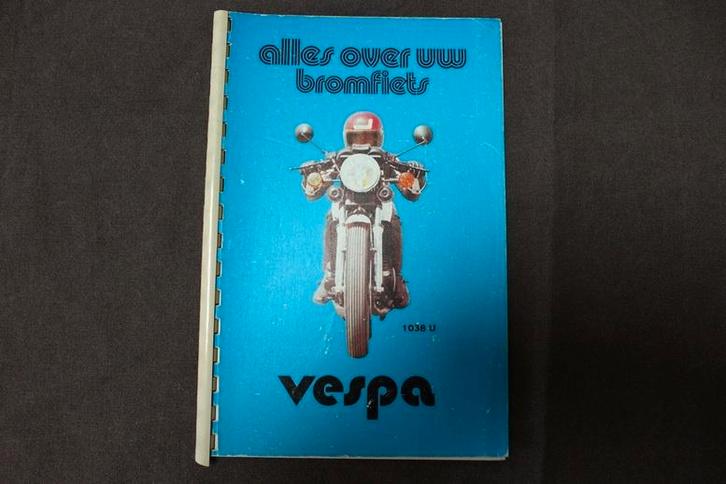 alles over uw
bromfiets
1038 U
vespa